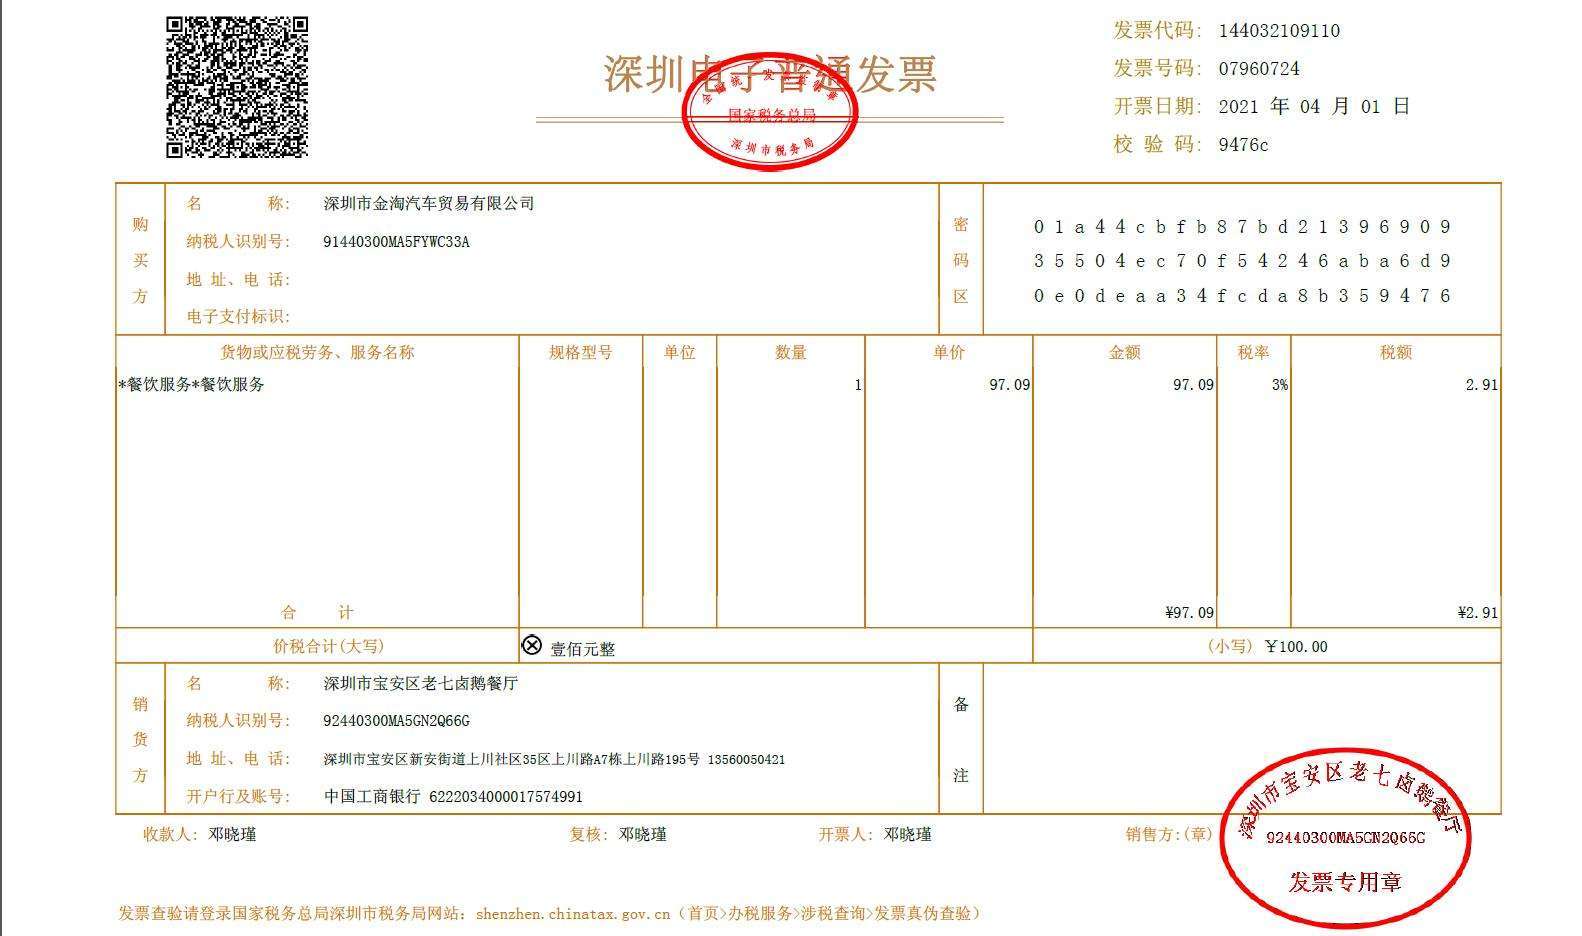 深圳电子普通发票
全国统一发票监制章
国家税务总局
深圳市税务局
发票代码: 144032109110
发票号码: 07960724
开票日期: 2021 年 04 月 01 日
校 验 码: 9476c
购买方
名 称: 深圳市金淘汽车贸易有限公司
纳税人识别号: 91440300MA5FYWC33A
地 址、电 话:
电子支付标识:
密码区
01a44cbfb87bd21396909
35504ec70f54246aba6d9
0e0deaa34fcda8b359476
货物或应税劳务、服务名称 规格型号 单位 数量 单价 金额 税率 税额
*餐饮服务*餐饮服务 1 97.09 97.09 3% 2.91
合 计 ¥97.09 ¥2.91
价税合计(大写) ⊗ 壹佰元整 (小写) ￥100.00
销货方
名 称: 深圳市宝安区老七卤鹅餐厅
纳税人识别号: 92440300MA5GN2Q66G
地 址、电 话: 深圳市宝安区新安街道上川社区35区上川路A7栋上川路195号 13560050421
开户行及账号: 中国工商银行 6222034000017574991
备注
收款人: 邓晓瑾 复核: 邓晓瑾 开票人: 邓晓瑾 销售方:(章)
深圳市宝安区老七卤鹅餐厅
92440300MA5GN2Q66G
发票专用章
发票查验请登录国家税务总局深圳市税务局网站: shenzhen.chinatax.gov.cn (首页>办税服务>涉税查询>发票真伪查验)